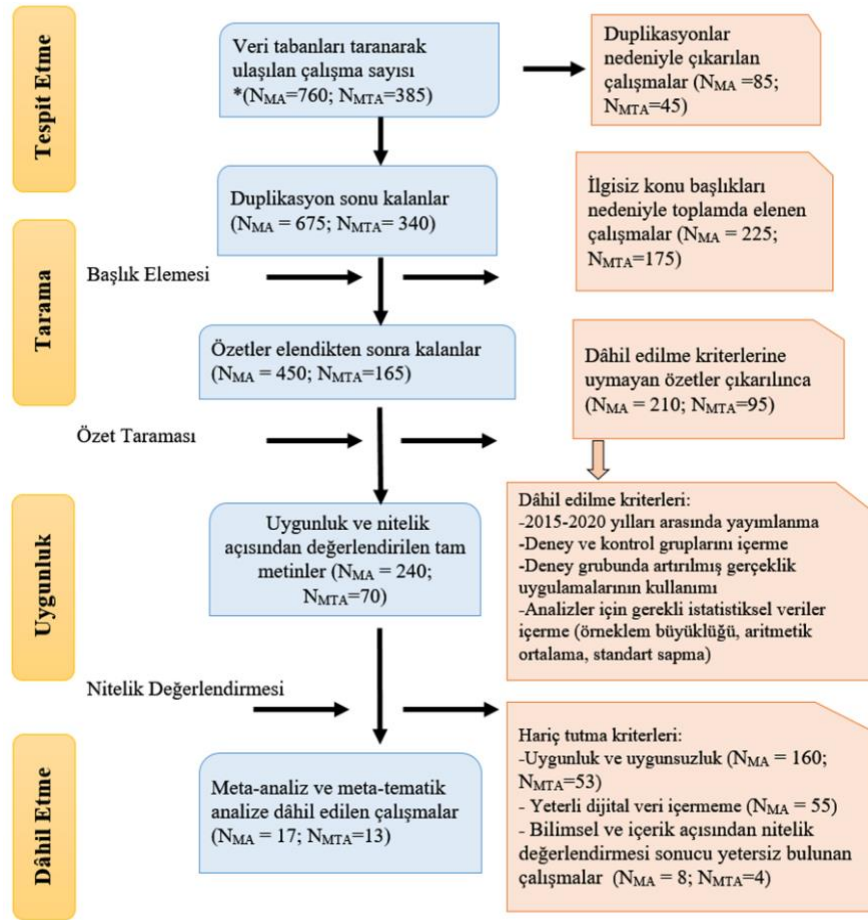 Tespit Etme
Veri tabanları taranarak
ulaşılan çalışma sayısı
*(NMA=760; NMTA=385)
Duplikasyonlar
nedeniyle çıkarılan
çalışmalar (NMA =85;
NMTA=45)
Duplikasyon sonu kalanlar
(NMA = 675; NMTA= 340)
İlgisiz konu başlıkları
nedeniyle toplamda elenen
çalışmalar (NMA = 225;
NMTA=175)
Tarama
Başlık Elemesi
Özetler elendikten sonra kalanlar
(NMA = 450; NMTA=165)
Dâhil edilme kriterlerine
uymayan özetler çıkarılınca
(NMA = 210; NMTA=95)
Özet Taraması
Uygunluk
Uygunluk ve nitelik
açısından değerlendirilen tam
metinler (NMA = 240;
NMTA=70)
Dâhil edilme kriterleri:
-2015-2020 yılları arasında yayımlanma
-Deney ve kontrol gruplarını içerme
-Deney grubunda artırılmış gerçeklik
uygulamalarının kullanımı
-Analizler için gerekli istatistiksel veriler
içerme (örneklem büyüklüğü, aritmetik
ortalama, standart sapma)
Nitelik Değerlendirmesi
Dâhil Etme
Meta-analiz ve meta-tematik
analize dâhil edilen çalışmalar
(NMA = 17; NMTA=13)
Hariç tutma kriterleri:
-Uygunluk ve uygunsuzluk (NMA = 160;
NMTA=53)
- Yeterli dijital veri içermeme (NMA = 55)
- Bilimsel ve içerik açısından nitelik
değerlendirmesi sonucu yetersiz bulunan
çalışmalar (NMA = 8; NMTA=4)